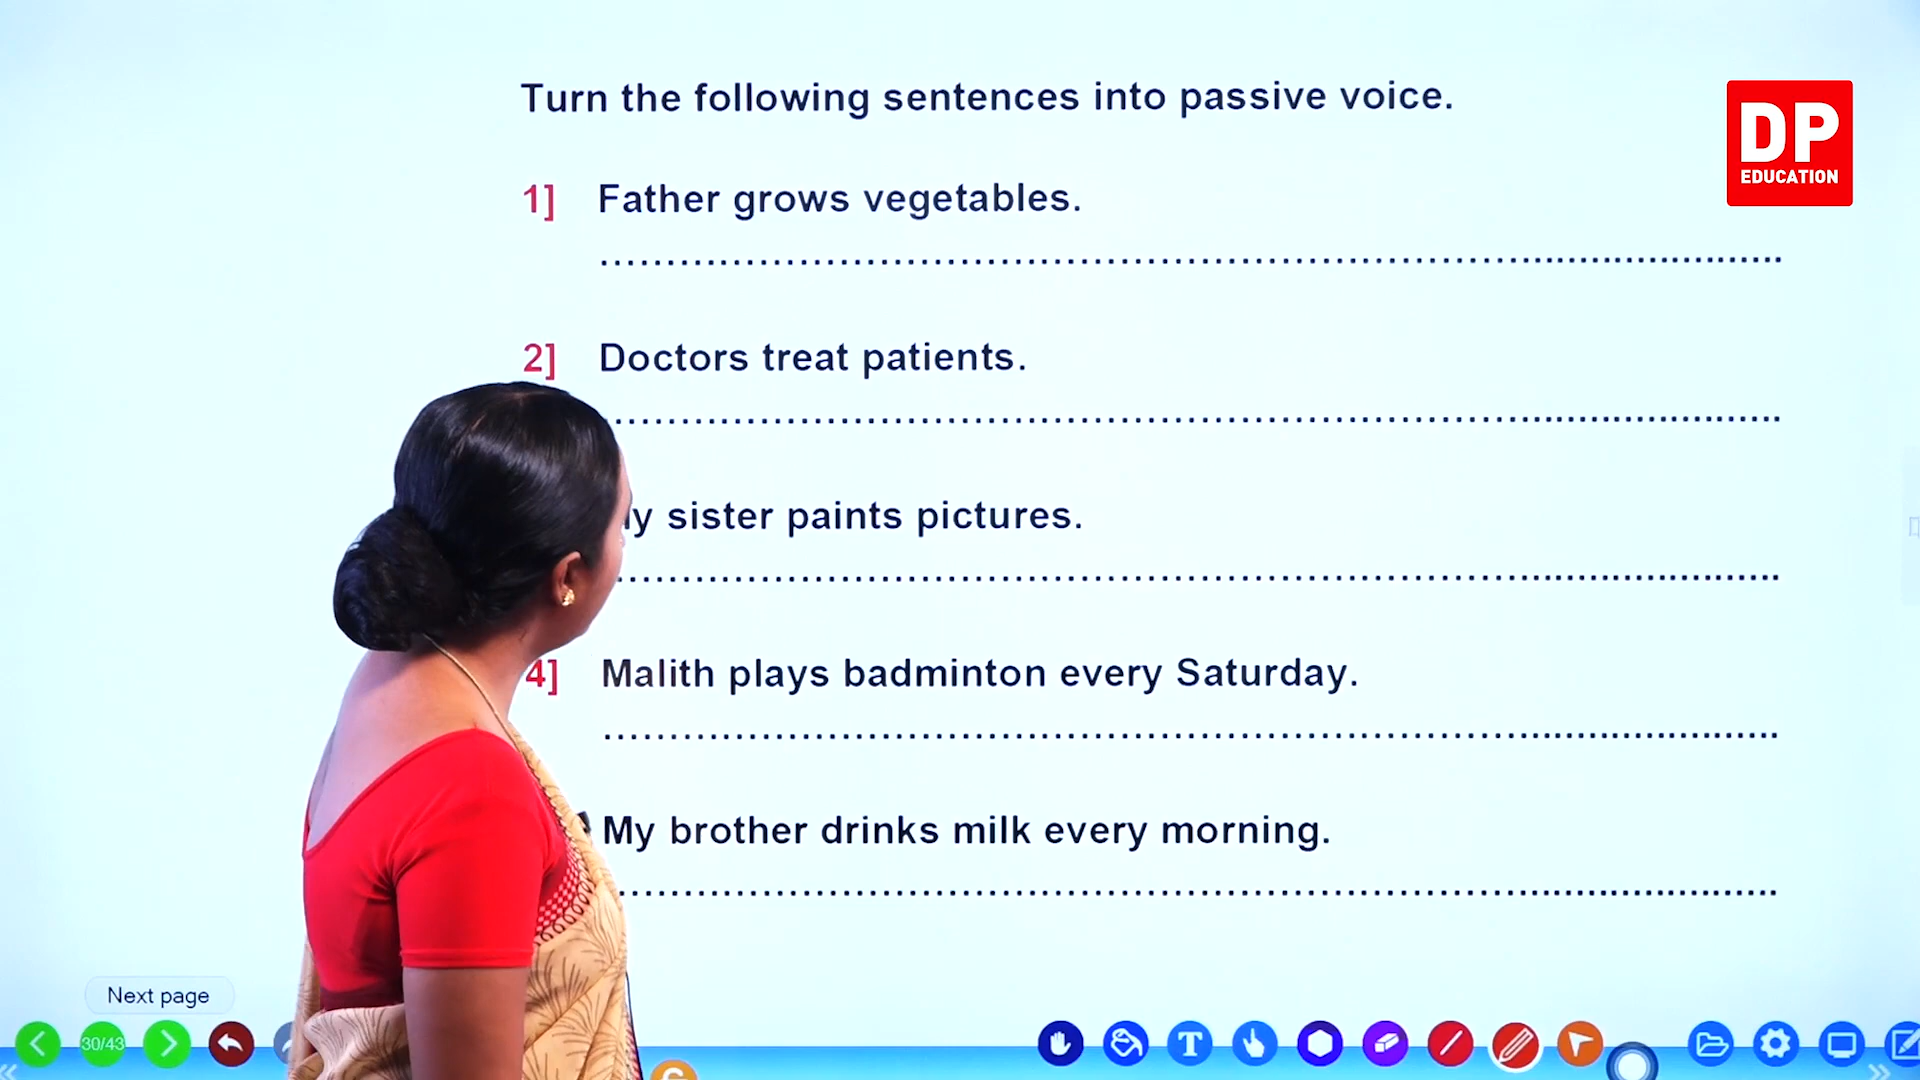 Turn the following sentences into passive voice.
DP
EDUCATION
1] Father grows vegetables.
2] Doctors treat patients.
sister paints pictures.
4] Malith plays badminton every Saturday.
My brother drinks milk every morning.
Next page
30/43
T